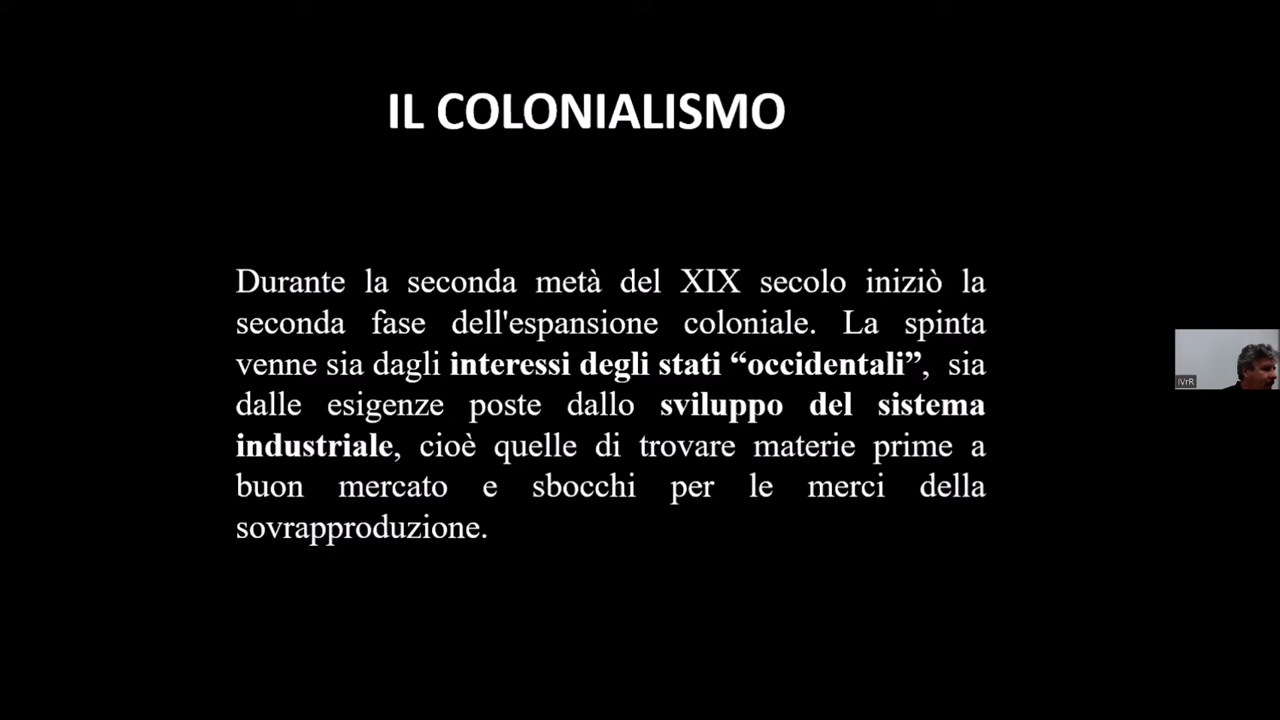 IL COLONIALISMO
Durante la seconda metà del XIX secolo iniziò la
seconda fase dell'espansione coloniale. La spinta
venne sia dagli interessi degli stati “occidentali”, sia
dalle esigenze poste dallo sviluppo del sistema
industriale, cioè quelle di trovare materie prime a
buon mercato e sbocchi per le merci della
sovrapproduzione.
IVrR